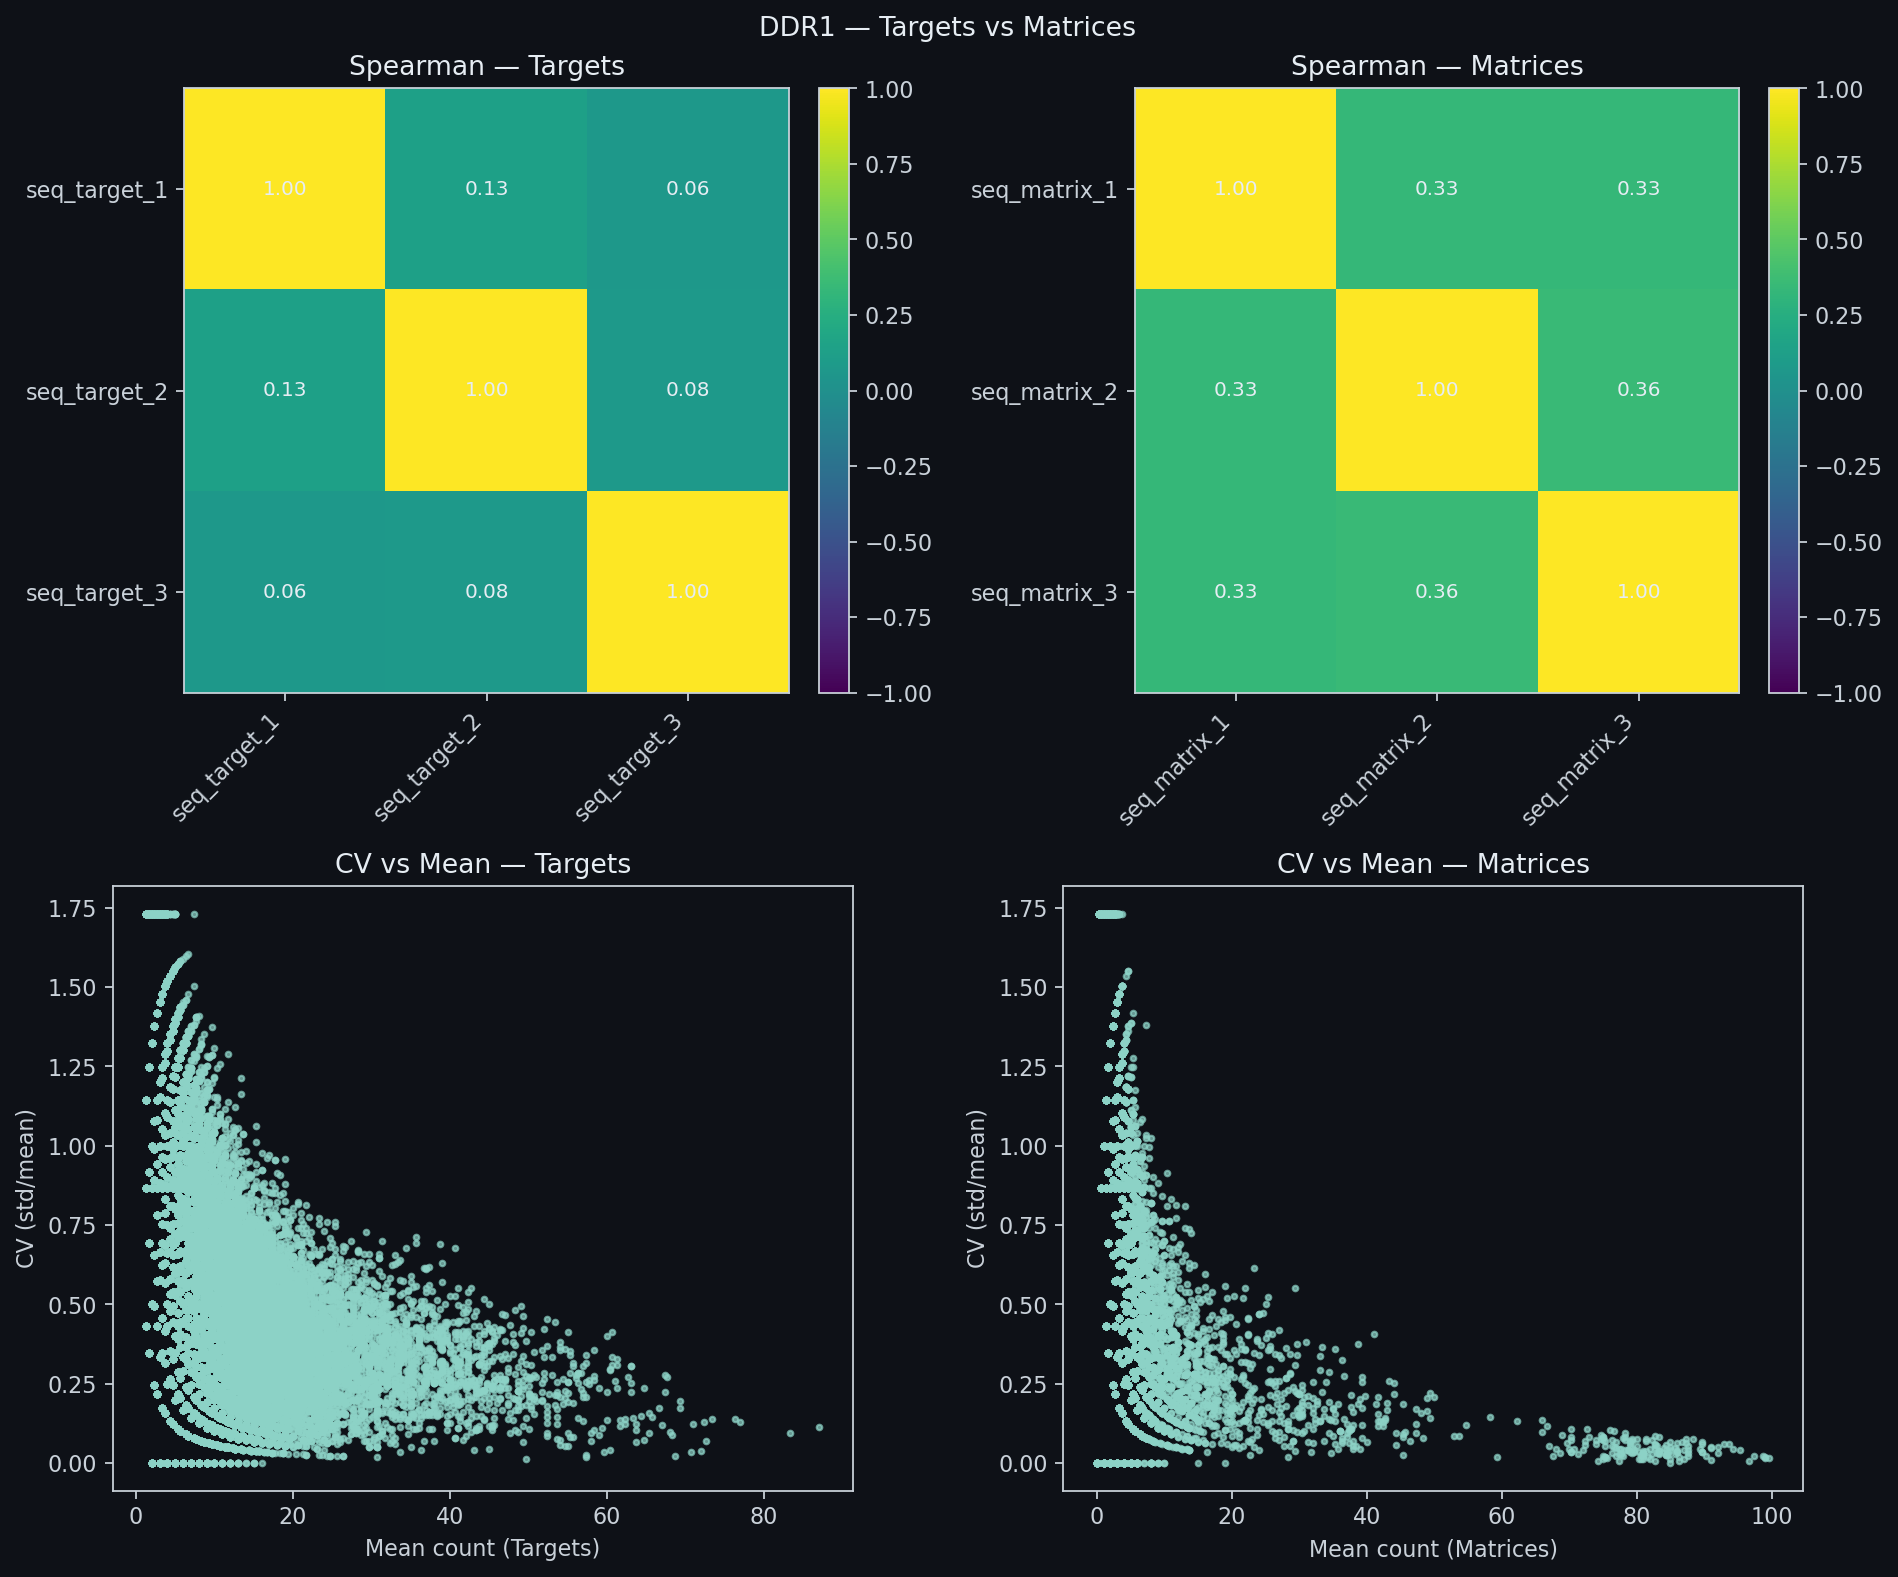 DDR1 — Targets vs Matrices
Spearman — Targets
seq_target_1
seq_target_2
seq_target_3
1.00 0.13 0.06
0.13 1.00 0.08
0.06 0.08 1.00
seq_target_1
seq_target_2
seq_target_3
1.00
0.75
0.50
0.25
0.00
−0.25
−0.50
−0.75
−1.00
Spearman — Matrices
seq_matrix_1
seq_matrix_2
seq_matrix_3
1.00 0.33 0.33
0.33 1.00 0.36
0.33 0.36 1.00
seq_matrix_1
seq_matrix_2
seq_matrix_3
1.00
0.75
0.50
0.25
0.00
−0.25
−0.50
−0.75
−1.00
CV vs Mean — Targets
CV (std/mean)
1.75
1.50
1.25
1.00
0.75
0.50
0.25
0.00
0 20 40 60 80
Mean count (Targets)
CV vs Mean — Matrices
CV (std/mean)
1.75
1.50
1.25
1.00
0.75
0.50
0.25
0.00
0 20 40 60 80 100
Mean count (Matrices)